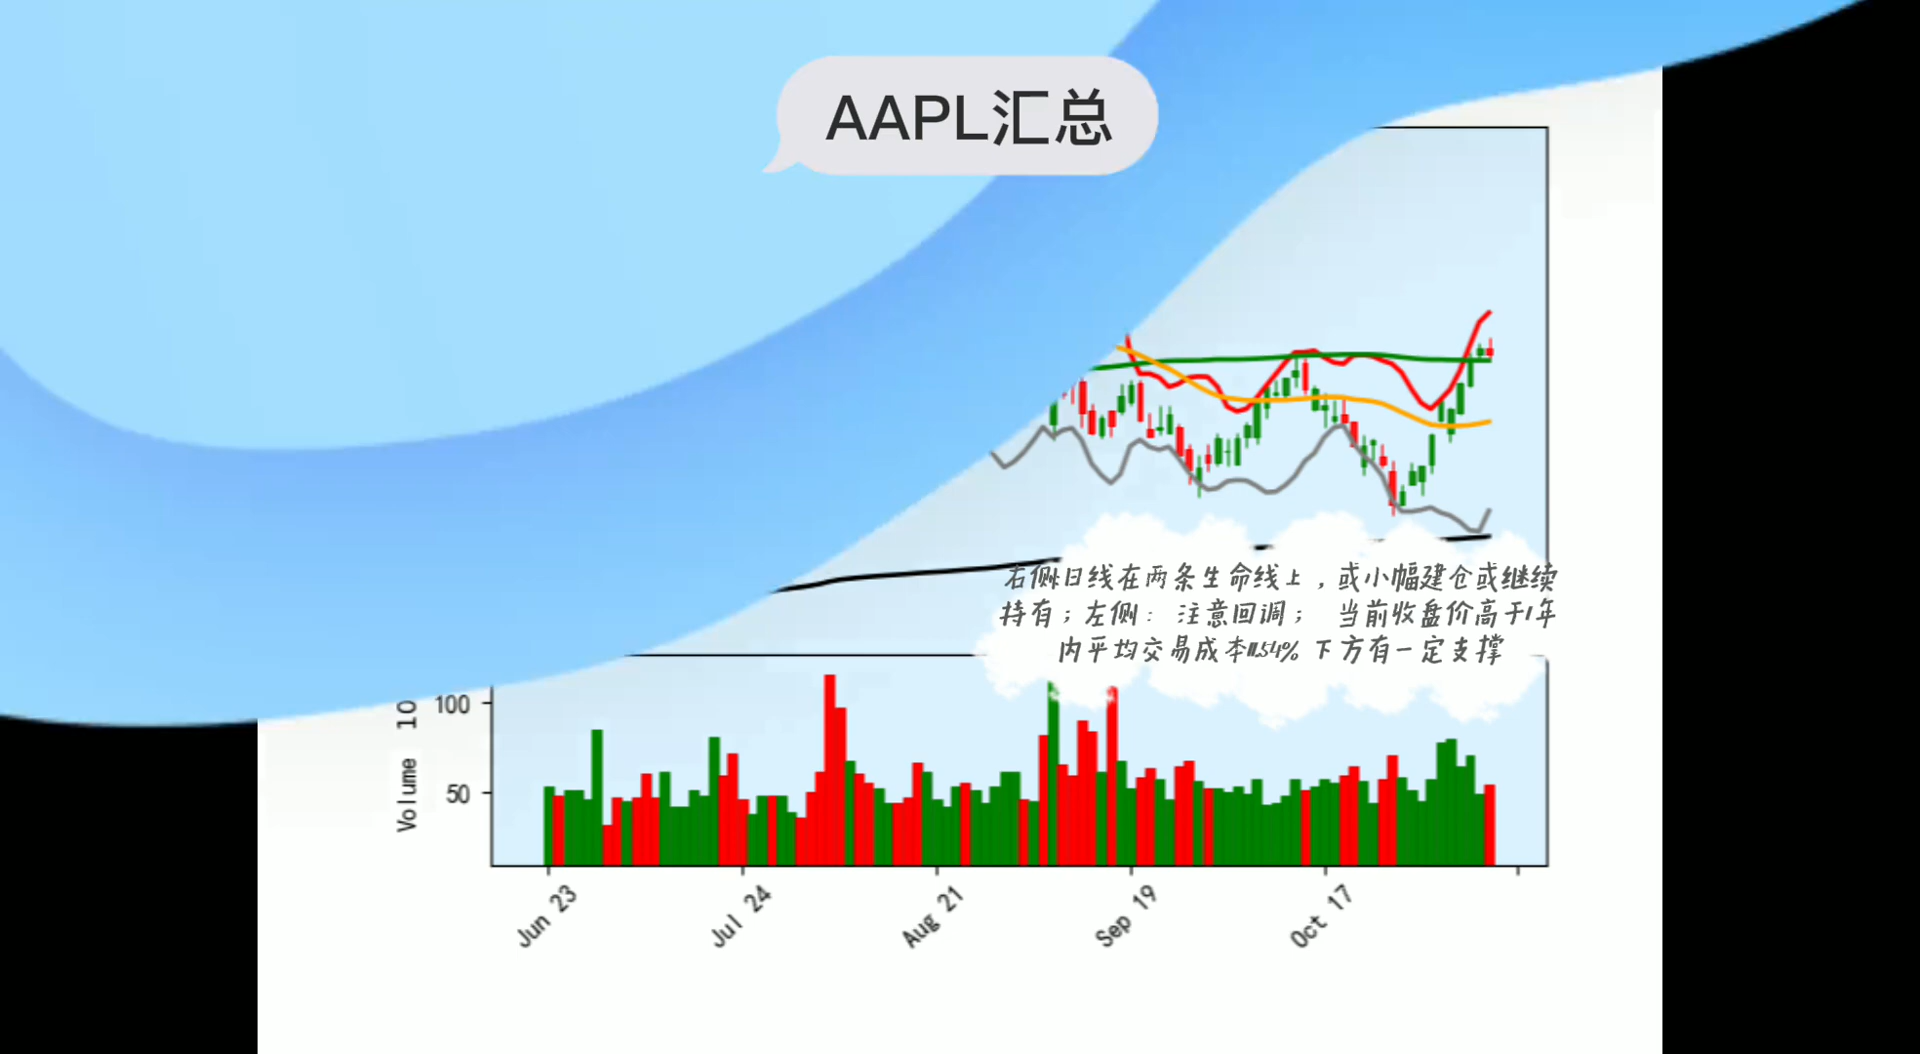 AAPL汇总
右侧日线在两条生命线上，或小幅建仓或继续
持有；左侧： 注意回调； 当前收盘价高于1年
内平均交易成本11.54% 下方有一定支撑
Volume 10
100
50
Jun 23
Jul 24
Aug 21
Sep 19
Oct 17